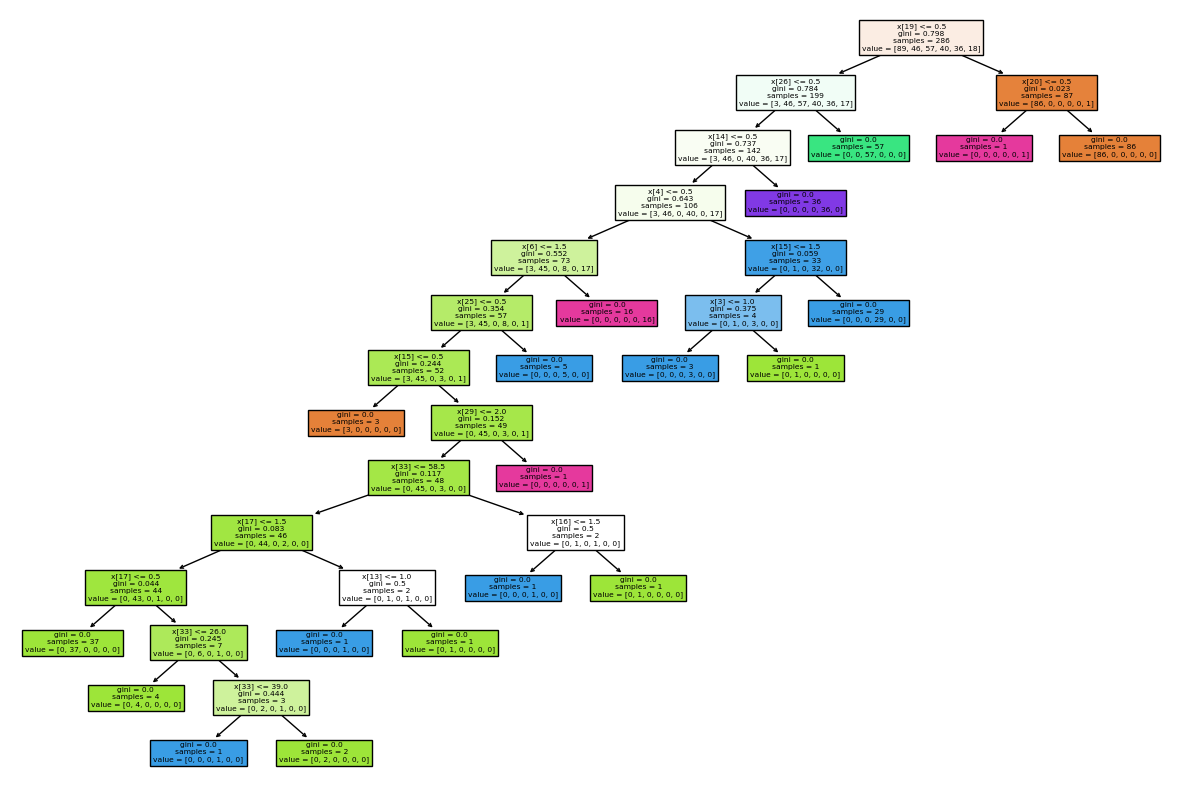 x[19] <= 0.5
gini = 0.798
samples = 286
value = [89, 46, 57, 40, 36, 18]
x[26] <= 0.5
gini = 0.784
samples = 199
value = [3, 46, 57, 40, 36, 17]
x[20] <= 0.5
gini = 0.023
samples = 87
value = [86, 0, 0, 0, 0, 1]
x[14] <= 0.5
gini = 0.737
samples = 142
value = [3, 46, 0, 40, 36, 17]
gini = 0.0
samples = 57
value = [0, 0, 57, 0, 0, 0]
gini = 0.0
samples = 1
value = [0, 0, 0, 0, 0, 1]
gini = 0.0
samples = 86
value = [86, 0, 0, 0, 0, 0]
x[4] <= 0.5
gini = 0.643
samples = 106
value = [3, 46, 0, 40, 0, 17]
gini = 0.0
samples = 36
value = [0, 0, 0, 0, 36, 0]
x[6] <= 1.5
gini = 0.552
samples = 73
value = [3, 45, 0, 8, 0, 17]
x[15] <= 1.5
gini = 0.059
samples = 33
value = [0, 1, 0, 32, 0, 0]
x[25] <= 0.5
gini = 0.354
samples = 57
value = [3, 45, 0, 8, 0, 1]
gini = 0.0
samples = 16
value = [0, 0, 0, 0, 0, 16]
x[3] <= 1.0
gini = 0.375
samples = 4
value = [0, 1, 0, 3, 0, 0]
gini = 0.0
samples = 29
value = [0, 0, 0, 29, 0, 0]
x[15] <= 0.5
gini = 0.244
samples = 52
value = [3, 45, 0, 3, 0, 1]
gini = 0.0
samples = 5
value = [0, 0, 0, 5, 0, 0]
gini = 0.0
samples = 3
value = [0, 0, 0, 3, 0, 0]
gini = 0.0
samples = 1
value = [0, 1, 0, 0, 0, 0]
gini = 0.0
samples = 3
value = [3, 0, 0, 0, 0, 0]
x[29] <= 2.0
gini = 0.152
samples = 49
value = [0, 45, 0, 3, 0, 1]
x[33] <= 58.5
gini = 0.117
samples = 48
value = [0, 45, 0, 3, 0, 0]
gini = 0.0
samples = 1
value = [0, 0, 0, 0, 0, 1]
x[17] <= 1.5
gini = 0.083
samples = 46
value = [0, 44, 0, 2, 0, 0]
x[16] <= 1.5
gini = 0.5
samples = 2
value = [0, 1, 0, 1, 0, 0]
x[17] <= 0.5
gini = 0.044
samples = 44
value = [0, 43, 0, 1, 0, 0]
x[13] <= 1.0
gini = 0.5
samples = 2
value = [0, 1, 0, 1, 0, 0]
gini = 0.0
samples = 1
value = [0, 0, 0, 1, 0, 0]
gini = 0.0
samples = 1
value = [0, 1, 0, 0, 0, 0]
gini = 0.0
samples = 37
value = [0, 37, 0, 0, 0, 0]
x[33] <= 26.0
gini = 0.245
samples = 7
value = [0, 6, 0, 1, 0, 0]
gini = 0.0
samples = 1
value = [0, 0, 0, 1, 0, 0]
gini = 0.0
samples = 1
value = [0, 1, 0, 0, 0, 0]
gini = 0.0
samples = 4
value = [0, 4, 0, 0, 0, 0]
x[33] <= 39.0
gini = 0.444
samples = 3
value = [0, 2, 0, 1, 0, 0]
gini = 0.0
samples = 1
value = [0, 0, 0, 1, 0, 0]
gini = 0.0
samples = 2
value = [0, 2, 0, 0, 0, 0]